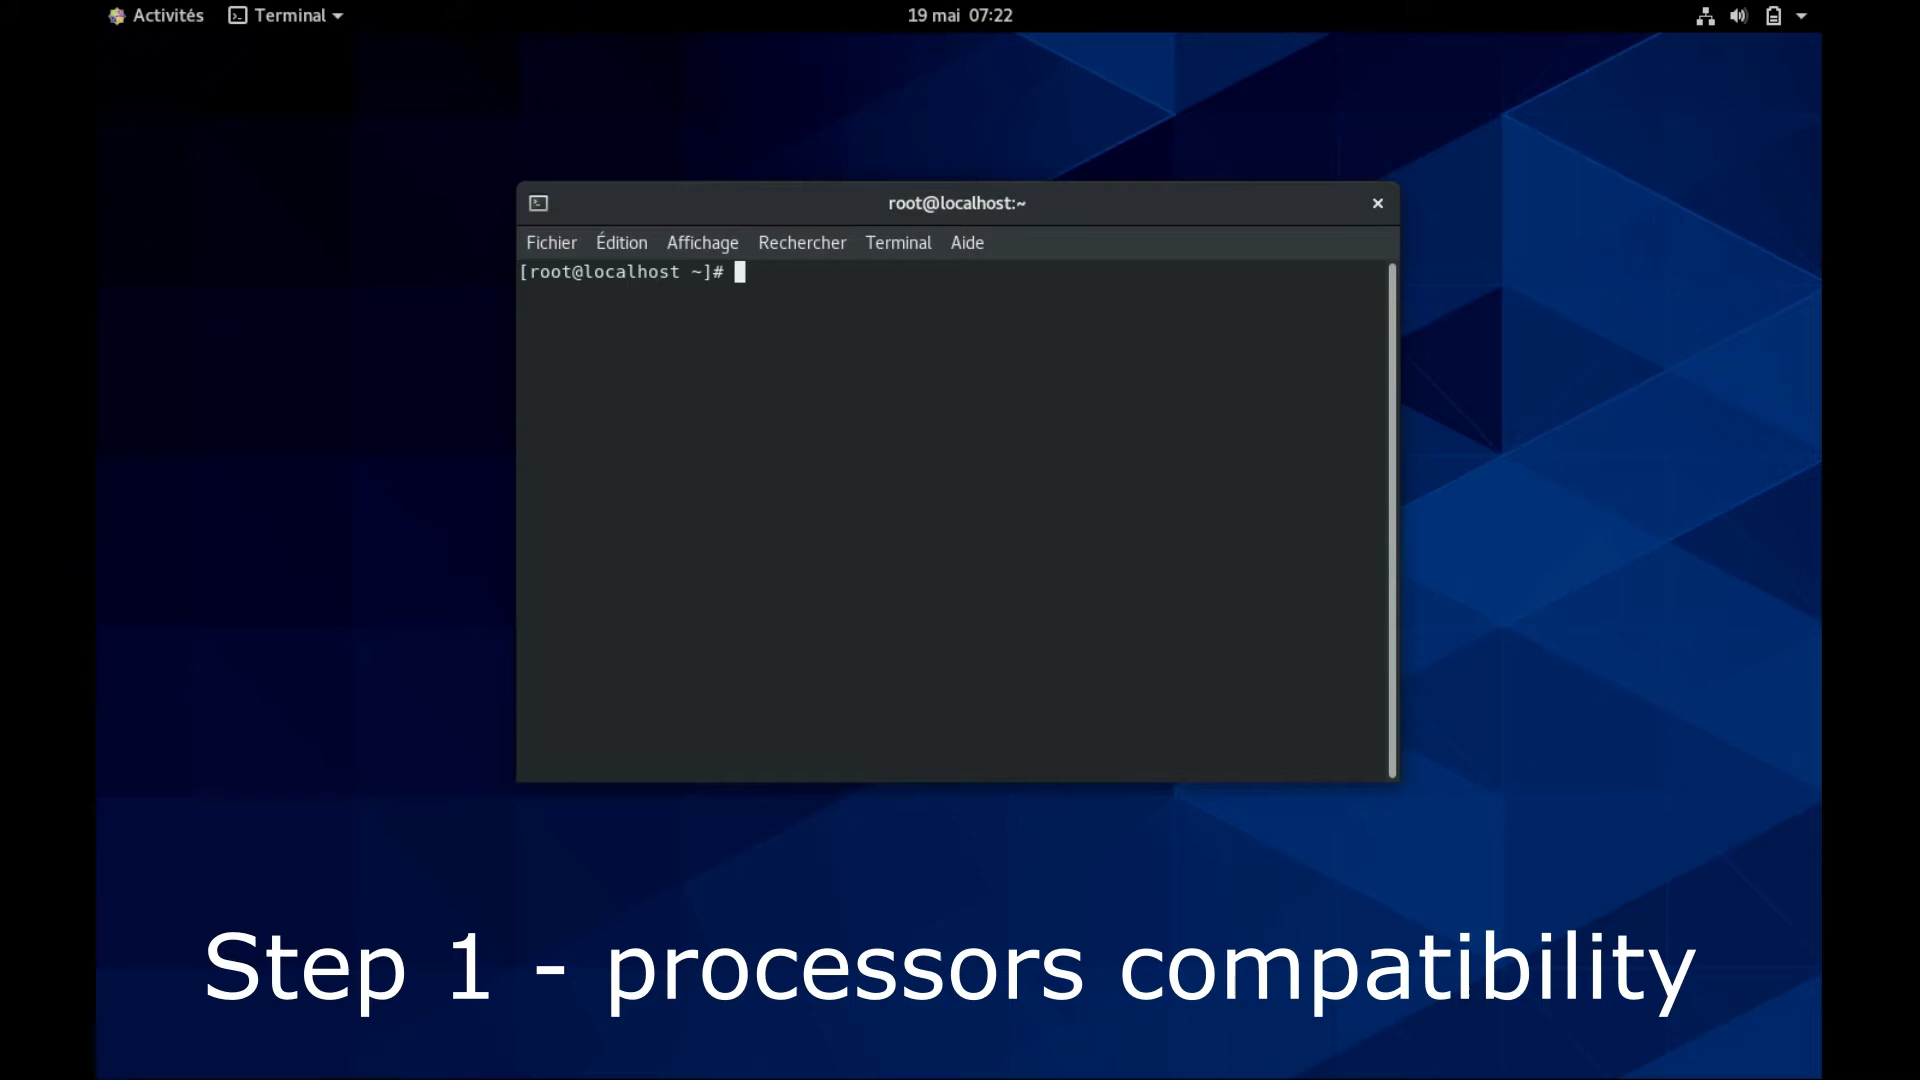 Activités Terminal 19 mai 07:22
root@localhost:~
Fichier Édition Affichage Rechercher Terminal Aide
[root@localhost ~]#
Step 1 - processors compatibility